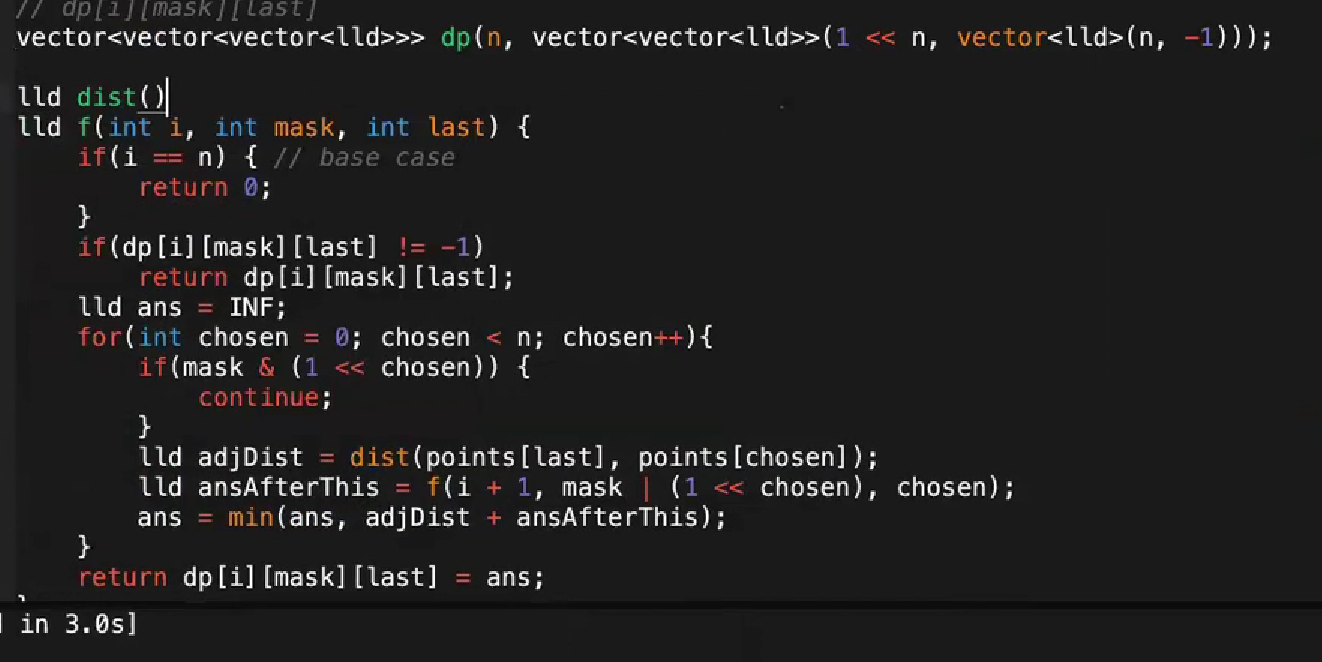 // dp[i][mask][last]
vector<vector<vector<lld>>> dp(n, vector<vector<lld>>(1 << n, vector<lld>(n, -1)));
lld dist()
lld f(int i, int mask, int last) {
    if(i == n) { // base case
        return 0;
    }
    if(dp[i][mask][last] != -1)
        return dp[i][mask][last];
    lld ans = INF;
    for(int chosen = 0; chosen < n; chosen++){
        if(mask & (1 << chosen)) {
            continue;
        }
        lld adjDist = dist(points[last], points[chosen]);
        lld ansAfterThis = f(i + 1, mask | (1 << chosen), chosen);
        ans = min(ans, adjDist + ansAfterThis);
    }
    return dp[i][mask][last] = ans;
in 3.0s]